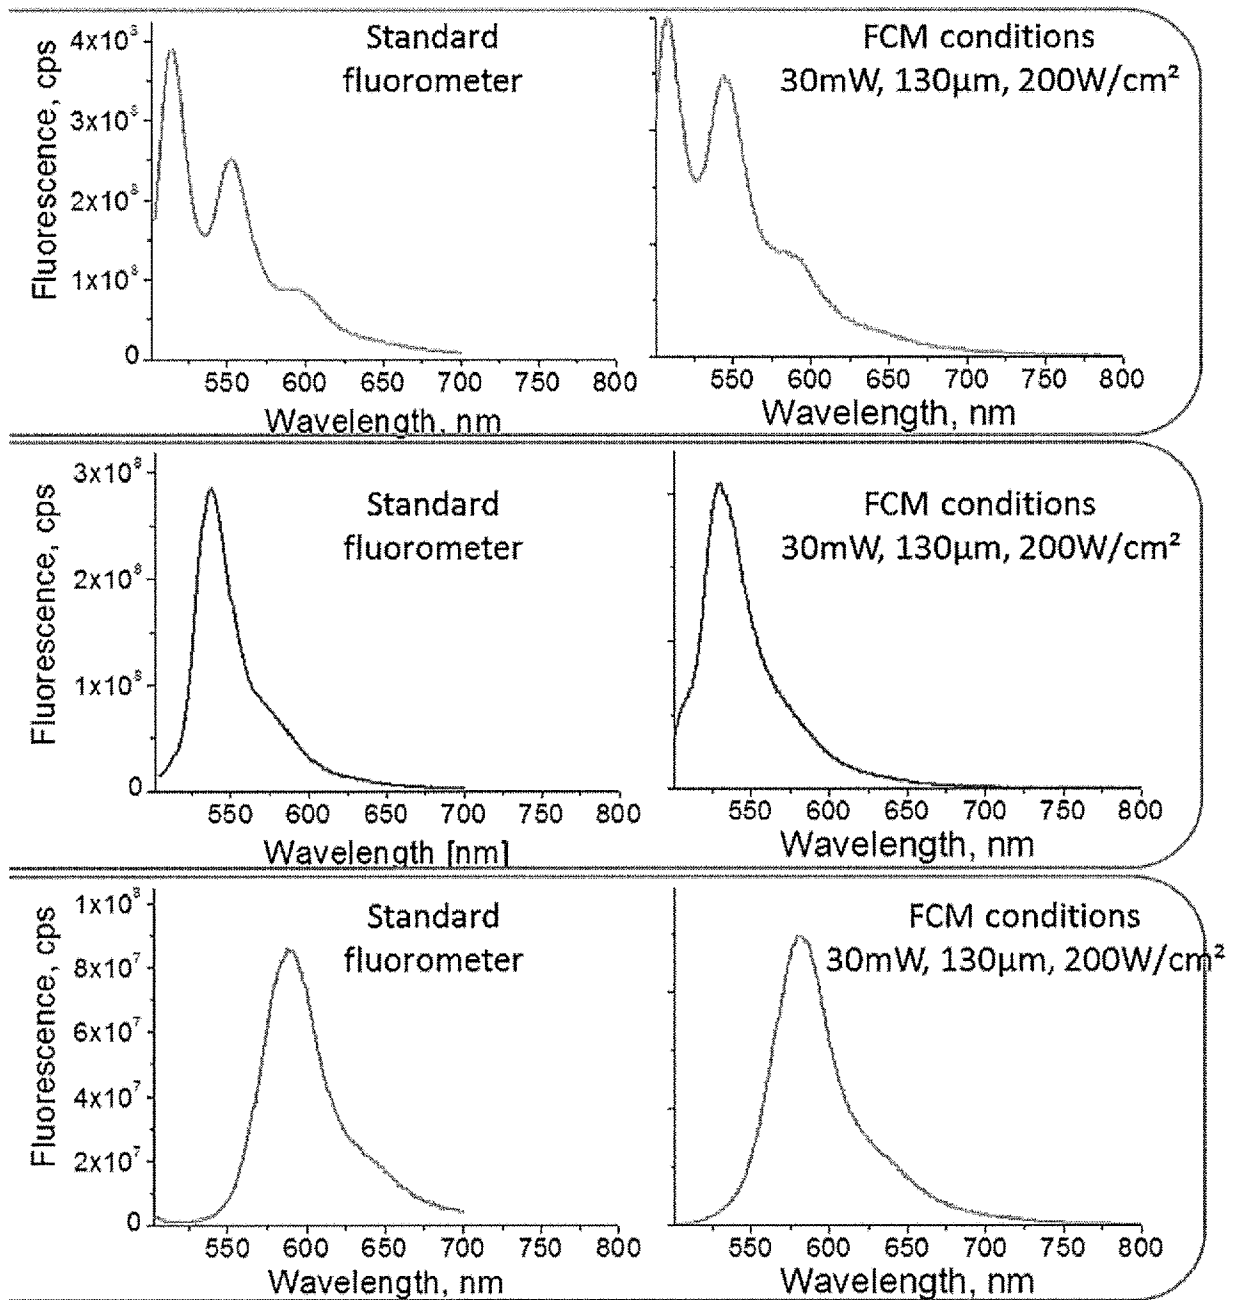 Fluorescence, cps
4x10⁸
3x10⁸
2x10⁸
1x10⁸
0
Standard
fluorometer
550 600 650 700 750 800
Wavelength, nm
FCM conditions
30mW, 130µm, 200W/cm²
550 600 650 700 750 800
Wavelength, nm
Fluorescence, cps
3x10⁸
2x10⁸
1x10⁸
0
Standard
fluorometer
550 600 650 700 750 800
Wavelength [nm]
FCM conditions
30mW, 130µm, 200W/cm²
550 600 650 700 750 800
Wavelength, nm
Fluorescence, cps
1x10⁸
8x10⁷
6x10⁷
4x10⁷
2x10⁷
0
Standard
fluorometer
550 600 650 700 750 800
Wavelength, nm
FCM conditions
30mW, 130µm, 200W/cm²
550 600 650 700 750 800
Wavelength, nm